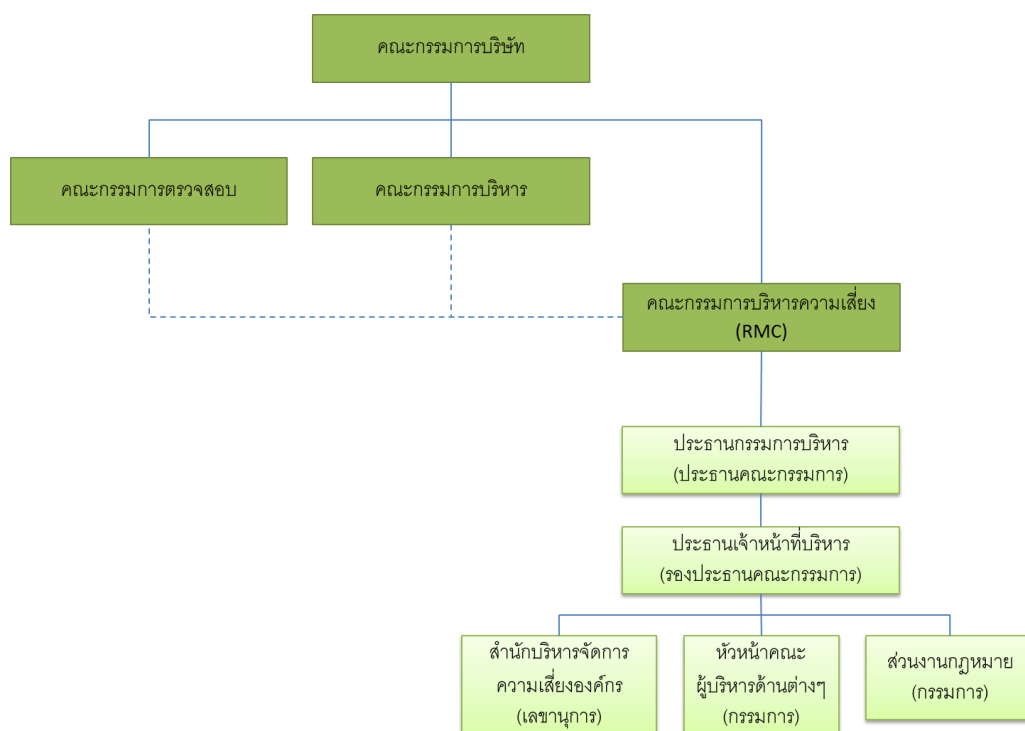 คณะกรรมการบริษัท
คณะกรรมการตรวจสอบ
คณะกรรมการบริหาร
คณะกรรมการบริหารความเสี่ยง
(RMC)
ประธานกรรมการบริหาร
(ประธานคณะกรรมการ)
ประธานเจ้าหน้าที่บริหาร
(รองประธานคณะกรรมการ)
สำนักบริหารจัดการ
ความเสี่ยงองค์กร
(เลขานุการ)
หัวหน้าคณะ
ผู้บริหารด้านต่างๆ
(กรรมการ)
ส่วนงานกฎหมาย
(กรรมการ)